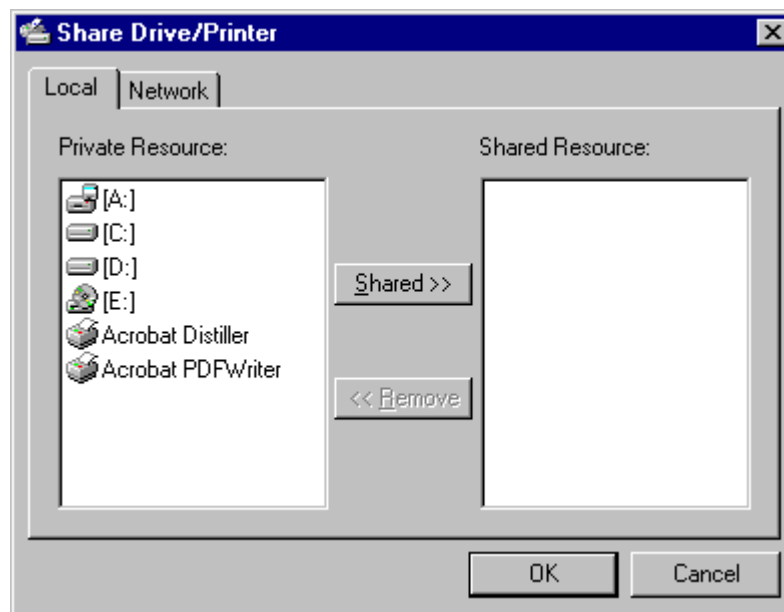 Share Drive/Printer
Local Network
Private Resource: Shared Resource:
[A:]
[C:]
[D:]
[E:]
Acrobat Distiller
Acrobat PDFWriter
Shared >>
<< Remove
OK Cancel